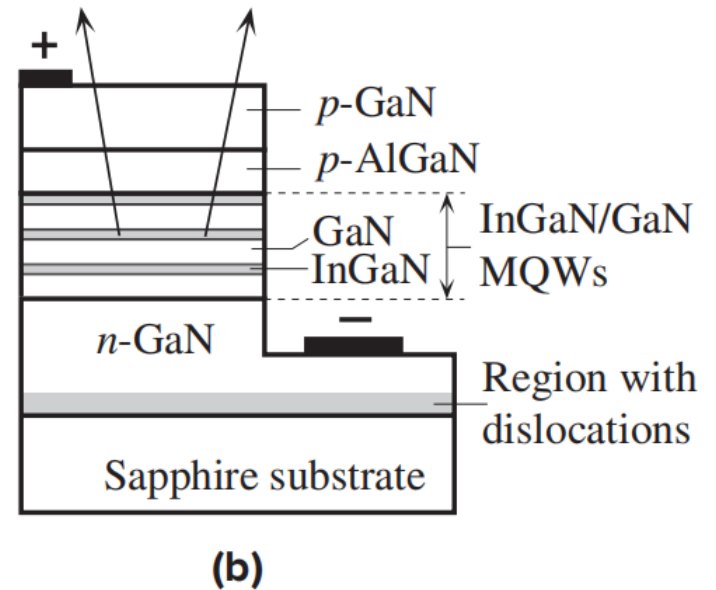 +
p-GaN
p-AlGaN
GaN
InGaN
InGaN/GaN
MQWs
−
n-GaN
Region with
dislocations
Sapphire substrate
(b)